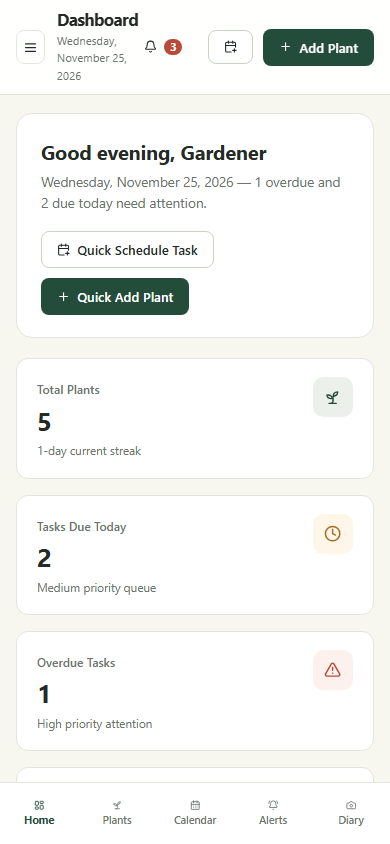 Dashboard
Wednesday,
November 25,
2026
3
Add Plant
Good evening, Gardener
Wednesday, November 25, 2026 — 1 overdue and
2 due today need attention.
Quick Schedule Task
Quick Add Plant
Total Plants
5
1-day current streak
Tasks Due Today
2
Medium priority queue
Overdue Tasks
1
High priority attention
Home
Plants
Calendar
Alerts
Diary